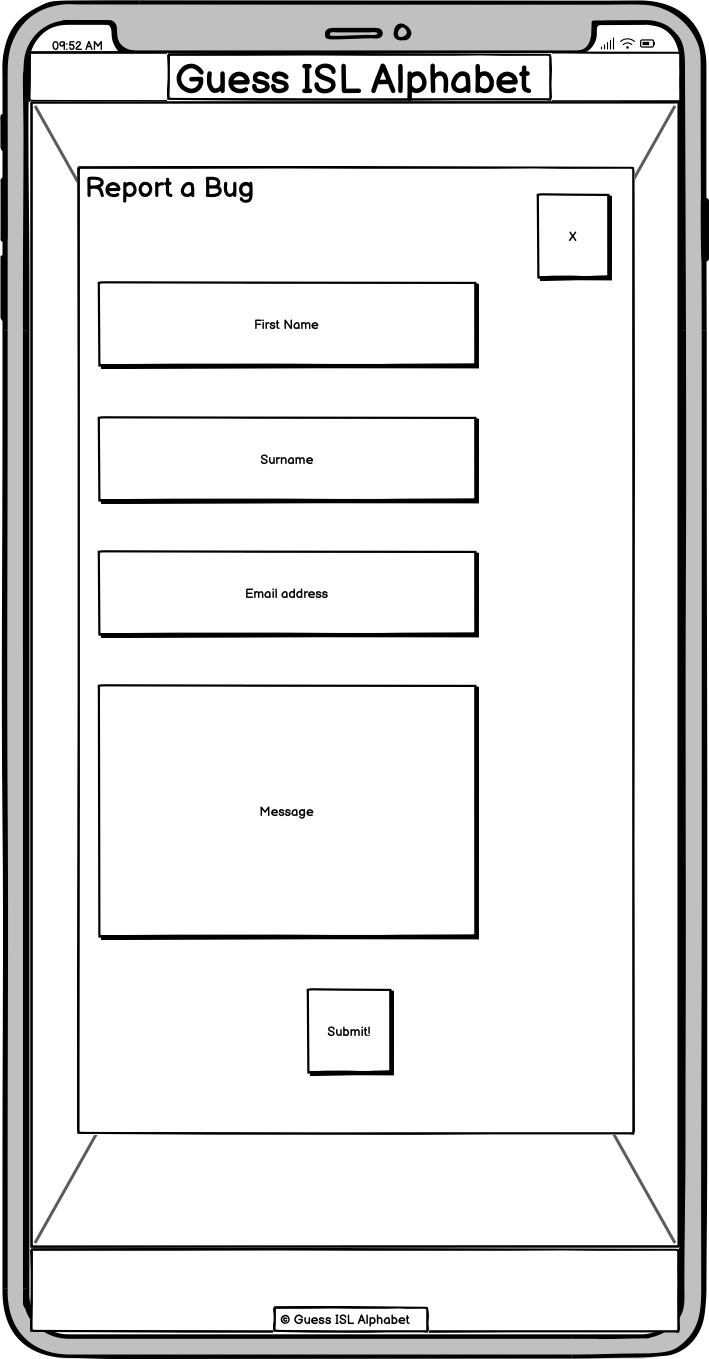 09:52 AM
Guess ISL Alphabet
Report a Bug
X
First Name
Surname
Email address
Message
Submit!
© Guess ISL Alphabet